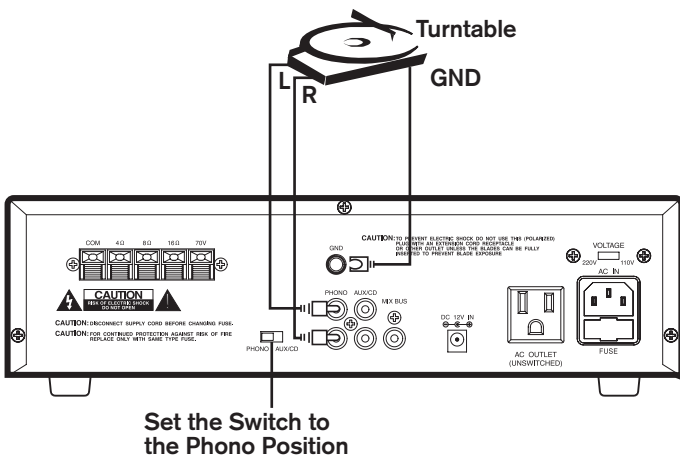 Turntable
L
R
GND
COM 4Ω 8Ω 16Ω 70V
GND
CAUTION: TO PREVENT ELECTRIC SHOCK DO NOT USE THIS (POLARIZED)
PLUG WITH AN EXTENSION CORD RECEPTACLE
OR OTHER OUTLET UNLESS THE BLADES CAN BE FULLY
INSERTED TO PREVENT BLADE EXPOSURE
VOLTAGE
220V 110V
AC IN
CAUTION
RISK OF ELECTRIC SHOCK
DO NOT OPEN
CAUTION: DISCONNECT SUPPLY CORD BEFORE CHANGING FUSE.
CAUTION: FOR CONTINUED PROTECTION AGAINST RISK OF FIRE
REPLACE ONLY WITH SAME TYPE FUSE.
PHONO AUX/CD
PHONO AUX/CD
MIX BUS
DC 12V IN
AC OUTLET
(UNSWITCHED)
FUSE
Set the Switch to
the Phono Position